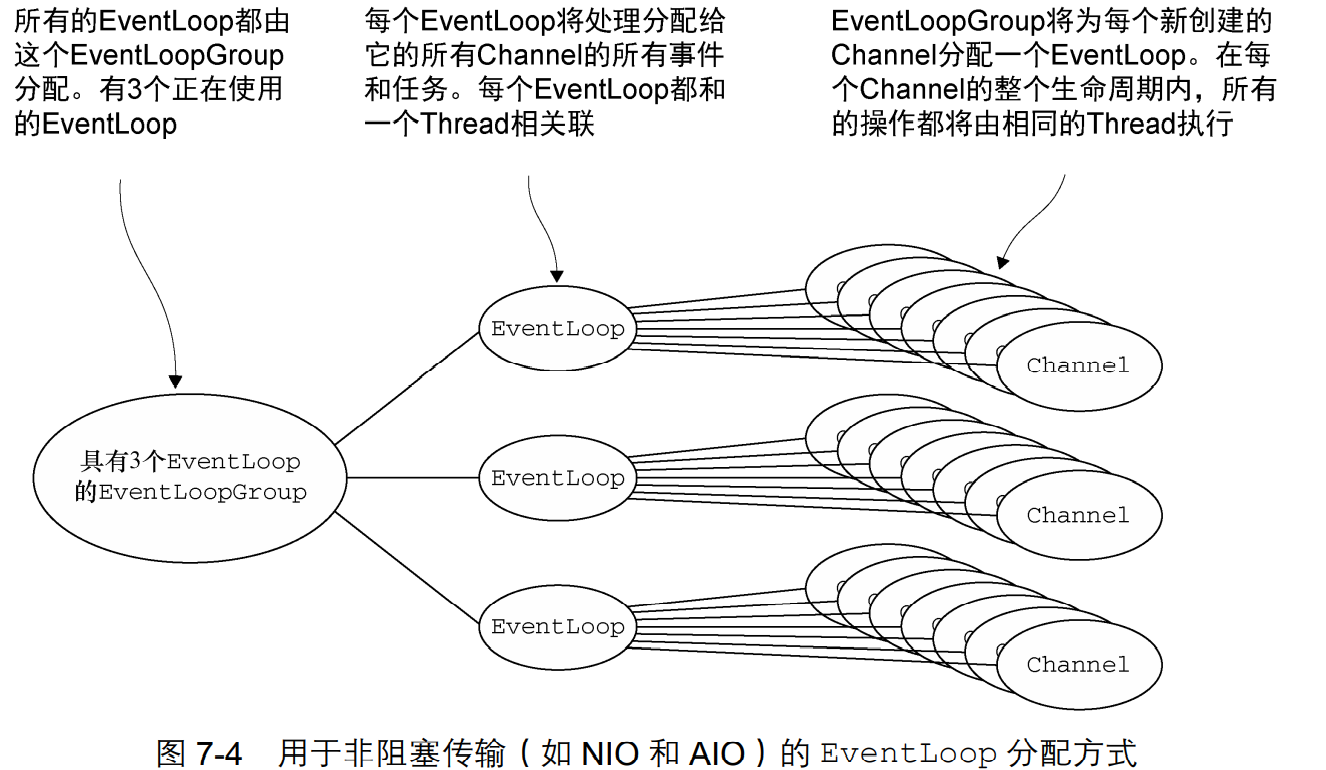 所有的EventLoop都由
这个EventLoopGroup
分配。有3个正在使用
的EventLoop
每个EventLoop将处理分配给
它的所有Channel的所有事件
和任务。每个EventLoop都和
一个Thread相关联
EventLoopGroup将为每个新创建的
Channel分配一个EventLoop。在每
个Channel的整个生命周期内，所有
的操作都将由相同的Thread执行
EventLoop
Channel
具有3个EventLoop
的EventLoopGroup
EventLoop
Channel
EventLoop
Channel
图 7-4 用于非阻塞传输（如 NIO 和 AIO）的 EventLoop 分配方式